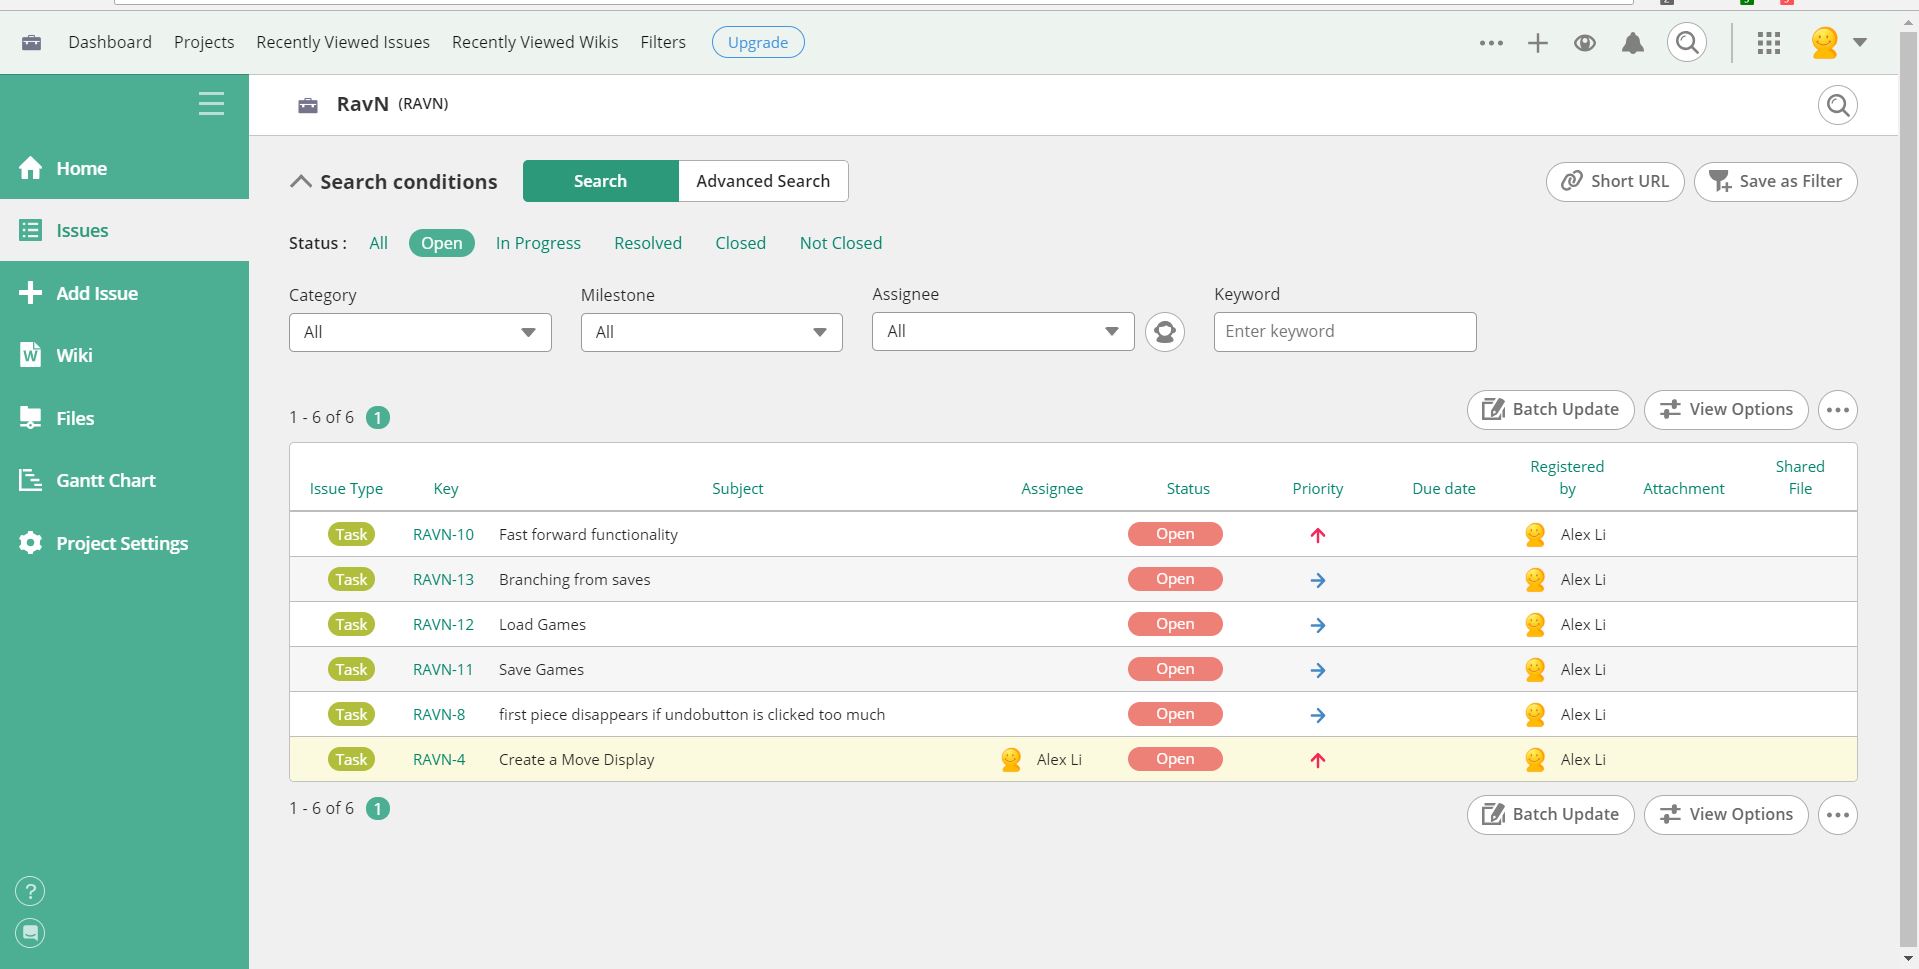 Dashboard Projects Recently Viewed Issues Recently Viewed Wikis Filters Upgrade
RavN (RAVN)
Home
Issues
Add Issue
Wiki
Files
Gantt Chart
Project Settings
Search conditions Search Advanced Search Short URL Save as Filter
Status : All Open In Progress Resolved Closed Not Closed
Category Milestone Assignee Keyword
All All All Enter keyword
1 - 6 of 6 1 Batch Update View Options
Issue Type Key Subject Assignee Status Priority Due date Registered by Attachment Shared File
Task RAVN-10 Fast forward functionality Open Alex Li
Task RAVN-13 Branching from saves Open Alex Li
Task RAVN-12 Load Games Open Alex Li
Task RAVN-11 Save Games Open Alex Li
Task RAVN-8 first piece disappears if undobutton is clicked too much Open Alex Li
Task RAVN-4 Create a Move Display Alex Li Open Alex Li
1 - 6 of 6 1 Batch Update View Options
?